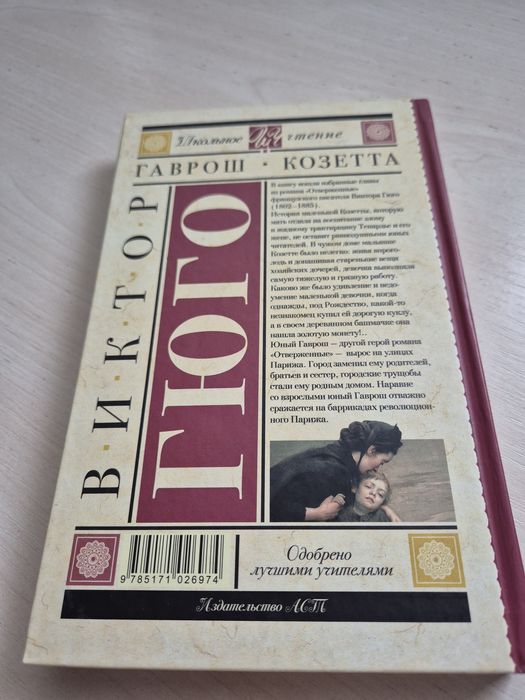 Школьное чтение
ГАВРОШ · КОЗЕТТА
ВИКТОР
ГЮГО
В книгу вошли избранные главы
из романа «Отверженные»
французского писателя Виктора Гюго
(1802—1885).
История маленькой Козетты, которую
мать отдала на воспитание злому
и жадному трактирщику Тенардье и его
жене, не оставит равнодушными юных
читателей. В чужом доме малышке
Козетте было нелегко: живя впрого-
лодь и донашивая старенькие вещи
хозяйских дочерей, девочка выполняла
самую тяжелую и грязную работу.
Каково же было удивление и недо-
умение маленькой девочки, когда
однажды, под Рождество, какой-то
незнакомец купил ей дорогую куклу,
а в своем деревянном башмачке она
нашла золотую монету!..
Юный Гаврош – другой герой романа
«Отверженные» – вырос на улицах
Парижа. Город заменил ему родителей,
братьев и сестер, городские трущобы
стали ему родным домом. Наравне
со взрослыми юный Гаврош отважно
сражается на баррикадах революцион-
ного Парижа.
9 785171 026974
Одобрено
лучшими учителями
Издательство АСТ